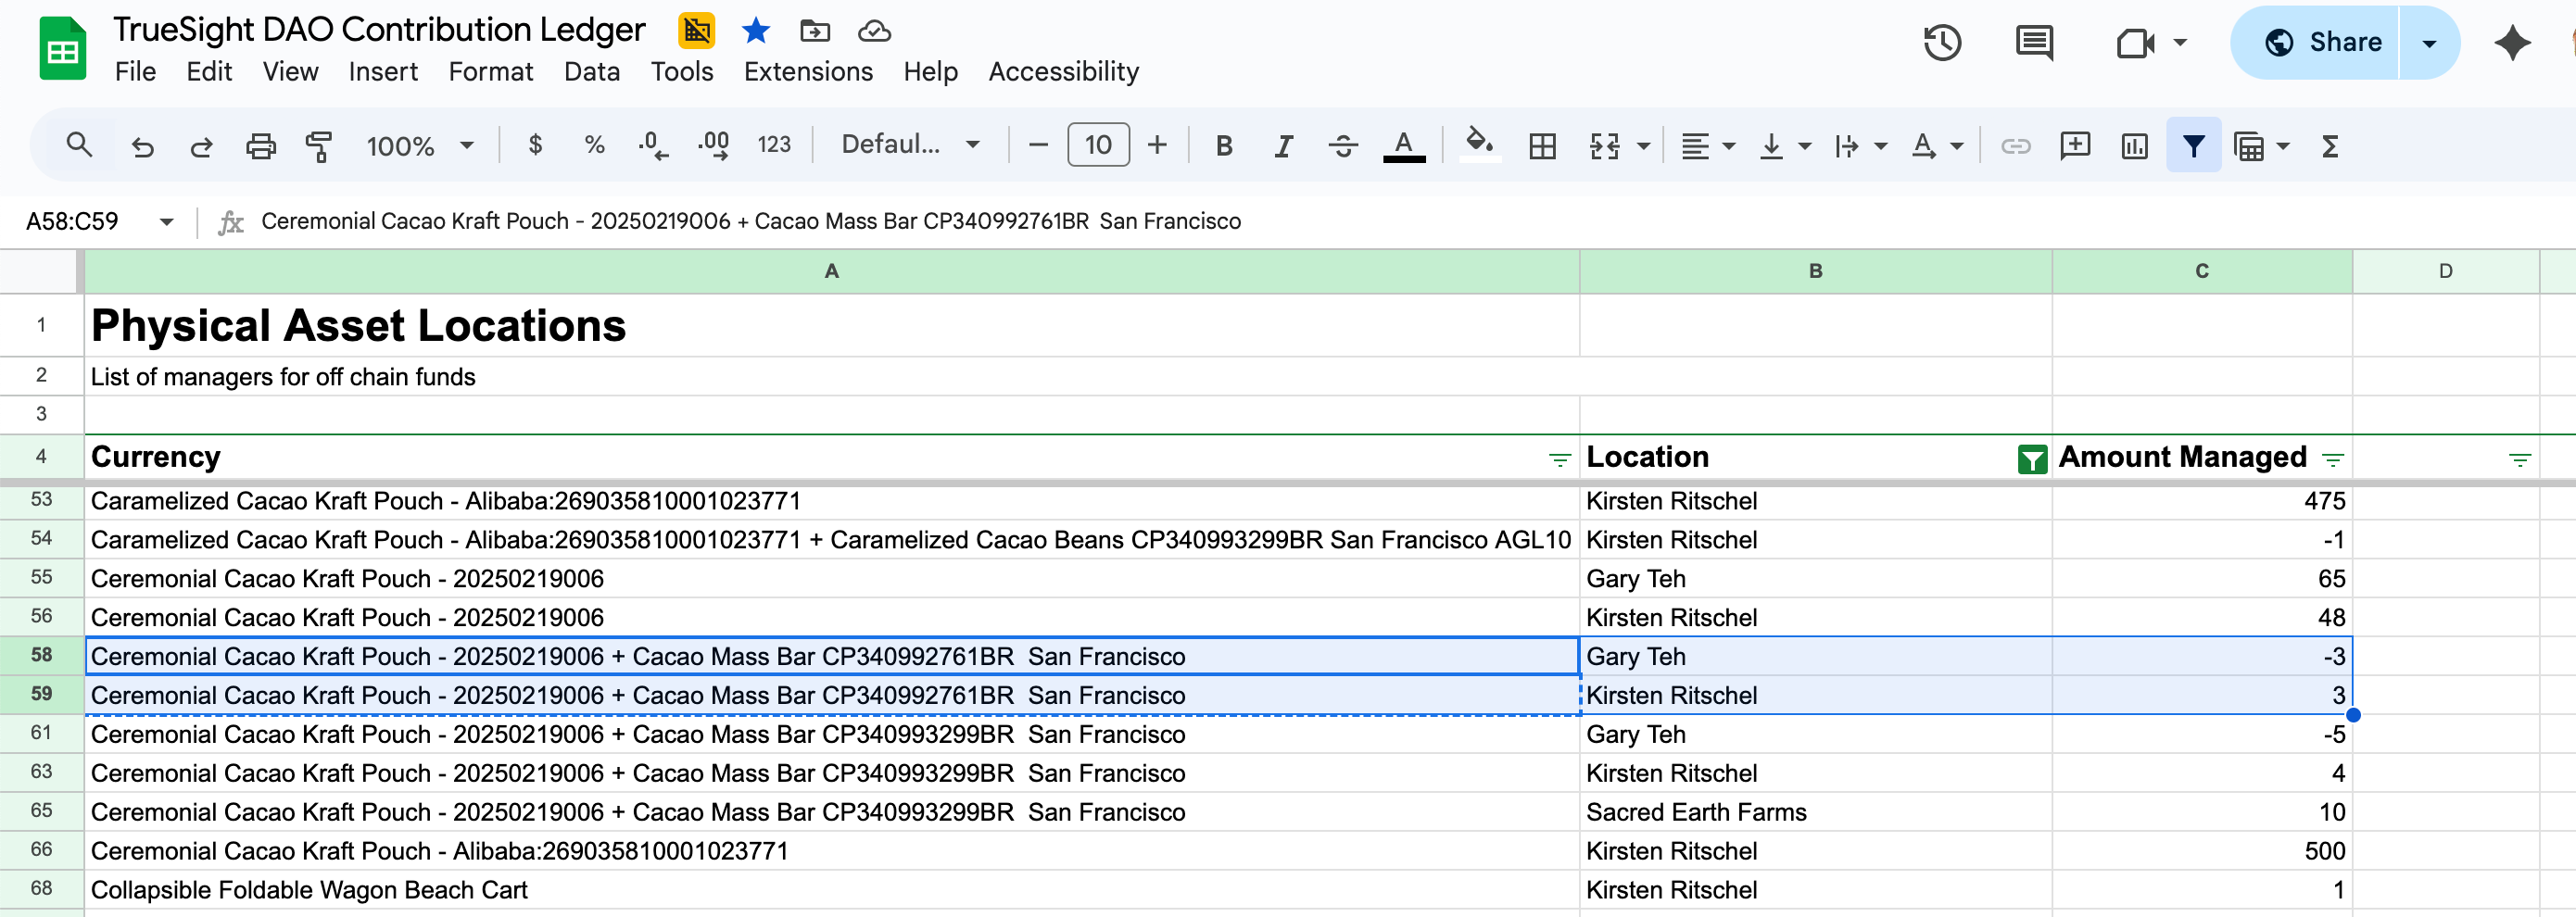 TrueSight DAO Contribution Ledger
File Edit View Insert Format Data Tools Extensions Help Accessibility
Share
100% $ % .0 .00 123 Defaul... 10 B I S A A Σ
A58:C59 fx Ceremonial Cacao Kraft Pouch - 20250219006 + Cacao Mass Bar CP340992761BR  San Francisco
A B C D
1 Physical Asset Locations
2 List of managers for off chain funds
3
4 Currency Location Amount Managed
53 Caramelized Cacao Kraft Pouch - Alibaba:269035810001023771 Kirsten Ritschel 475
54 Caramelized Cacao Kraft Pouch - Alibaba:269035810001023771 + Caramelized Cacao Beans CP340993299BR San Francisco AGL10 Kirsten Ritschel -1
55 Ceremonial Cacao Kraft Pouch - 20250219006 Gary Teh 65
56 Ceremonial Cacao Kraft Pouch - 20250219006 Kirsten Ritschel 48
58 Ceremonial Cacao Kraft Pouch - 20250219006 + Cacao Mass Bar CP340992761BR  San Francisco Gary Teh -3
59 Ceremonial Cacao Kraft Pouch - 20250219006 + Cacao Mass Bar CP340992761BR  San Francisco Kirsten Ritschel 3
61 Ceremonial Cacao Kraft Pouch - 20250219006 + Cacao Mass Bar CP340993299BR  San Francisco Gary Teh -5
63 Ceremonial Cacao Kraft Pouch - 20250219006 + Cacao Mass Bar CP340993299BR  San Francisco Kirsten Ritschel 4
65 Ceremonial Cacao Kraft Pouch - 20250219006 + Cacao Mass Bar CP340993299BR  San Francisco Sacred Earth Farms 10
66 Ceremonial Cacao Kraft Pouch - Alibaba:269035810001023771 Kirsten Ritschel 500
68 Collapsible Foldable Wagon Beach Cart Kirsten Ritschel 1